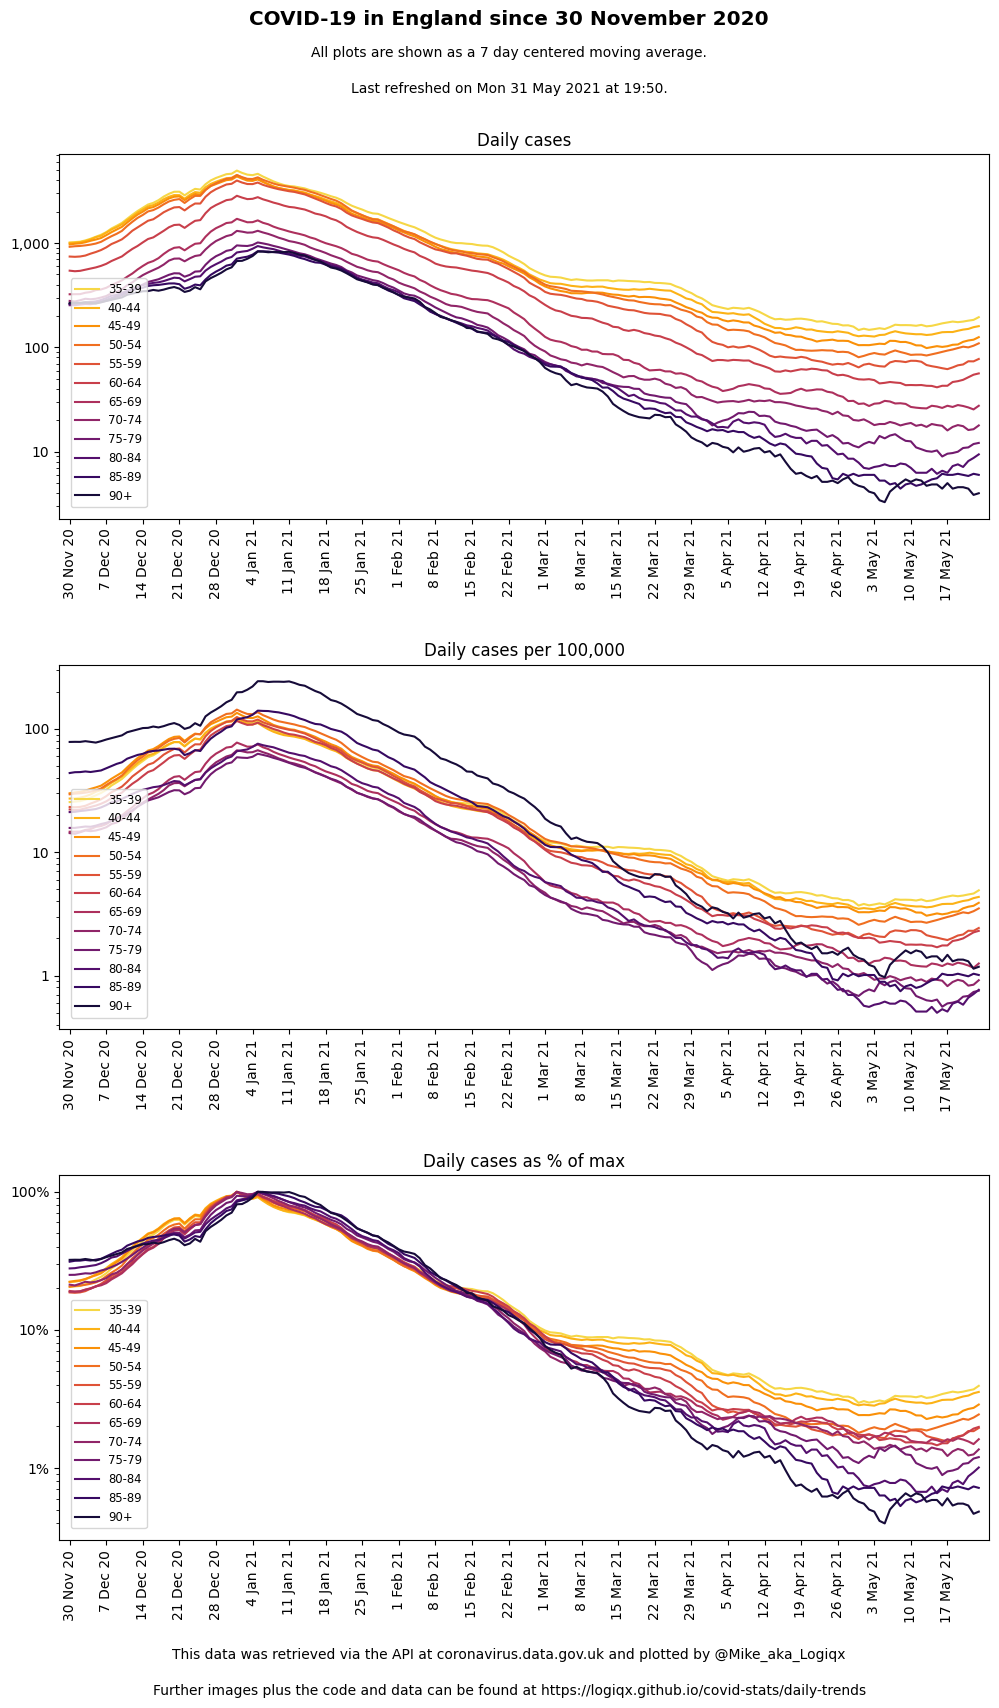 COVID-19 in England since 30 November 2020
All plots are shown as a 7 day centered moving average.
Last refreshed on Mon 31 May 2021 at 19:50.
Daily cases
1,000
100
10
35-39
40-44
45-49
50-54
55-59
60-64
65-69
70-74
75-79
80-84
85-89
90+
30 Nov 20
7 Dec 20
14 Dec 20
21 Dec 20
28 Dec 20
4 Jan 21
11 Jan 21
18 Jan 21
25 Jan 21
1 Feb 21
8 Feb 21
15 Feb 21
22 Feb 21
1 Mar 21
8 Mar 21
15 Mar 21
22 Mar 21
29 Mar 21
5 Apr 21
12 Apr 21
19 Apr 21
26 Apr 21
3 May 21
10 May 21
17 May 21
Daily cases per 100,000
100
10
1
35-39
40-44
45-49
50-54
55-59
60-64
65-69
70-74
75-79
80-84
85-89
90+
30 Nov 20
7 Dec 20
14 Dec 20
21 Dec 20
28 Dec 20
4 Jan 21
11 Jan 21
18 Jan 21
25 Jan 21
1 Feb 21
8 Feb 21
15 Feb 21
22 Feb 21
1 Mar 21
8 Mar 21
15 Mar 21
22 Mar 21
29 Mar 21
5 Apr 21
12 Apr 21
19 Apr 21
26 Apr 21
3 May 21
10 May 21
17 May 21
Daily cases as % of max
100%
10%
1%
35-39
40-44
45-49
50-54
55-59
60-64
65-69
70-74
75-79
80-84
85-89
90+
30 Nov 20
7 Dec 20
14 Dec 20
21 Dec 20
28 Dec 20
4 Jan 21
11 Jan 21
18 Jan 21
25 Jan 21
1 Feb 21
8 Feb 21
15 Feb 21
22 Feb 21
1 Mar 21
8 Mar 21
15 Mar 21
22 Mar 21
29 Mar 21
5 Apr 21
12 Apr 21
19 Apr 21
26 Apr 21
3 May 21
10 May 21
17 May 21
This data was retrieved via the API at coronavirus.data.gov.uk and plotted by @Mike_aka_Logiqx
Further images plus the code and data can be found at https://logiqx.github.io/covid-stats/daily-trends